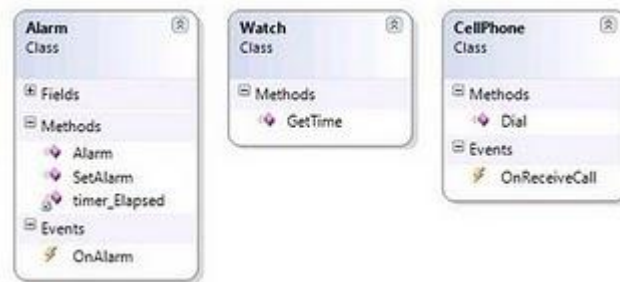 Alarm
Class
Fields
Methods
Alarm
SetAlarm
timer_Elapsed
Events
OnAlarm
Watch
Class
Methods
GetTime
CellPhone
Class
Methods
Dial
Events
OnReceiveCall